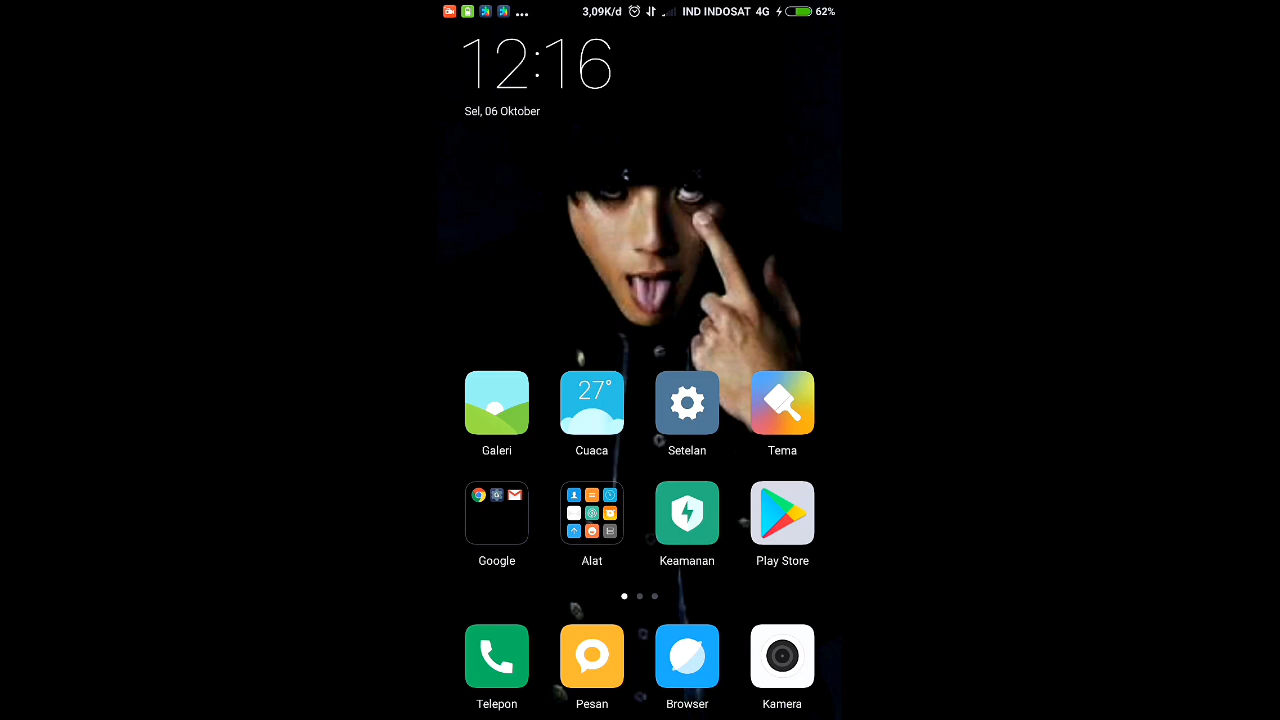 3,09K/d IND INDOSAT 4G 62%
12:16
Sel, 06 Oktober
27°
Galeri Cuaca Setelan Tema
Google Alat Keamanan Play Store
Telepon Pesan Browser Kamera